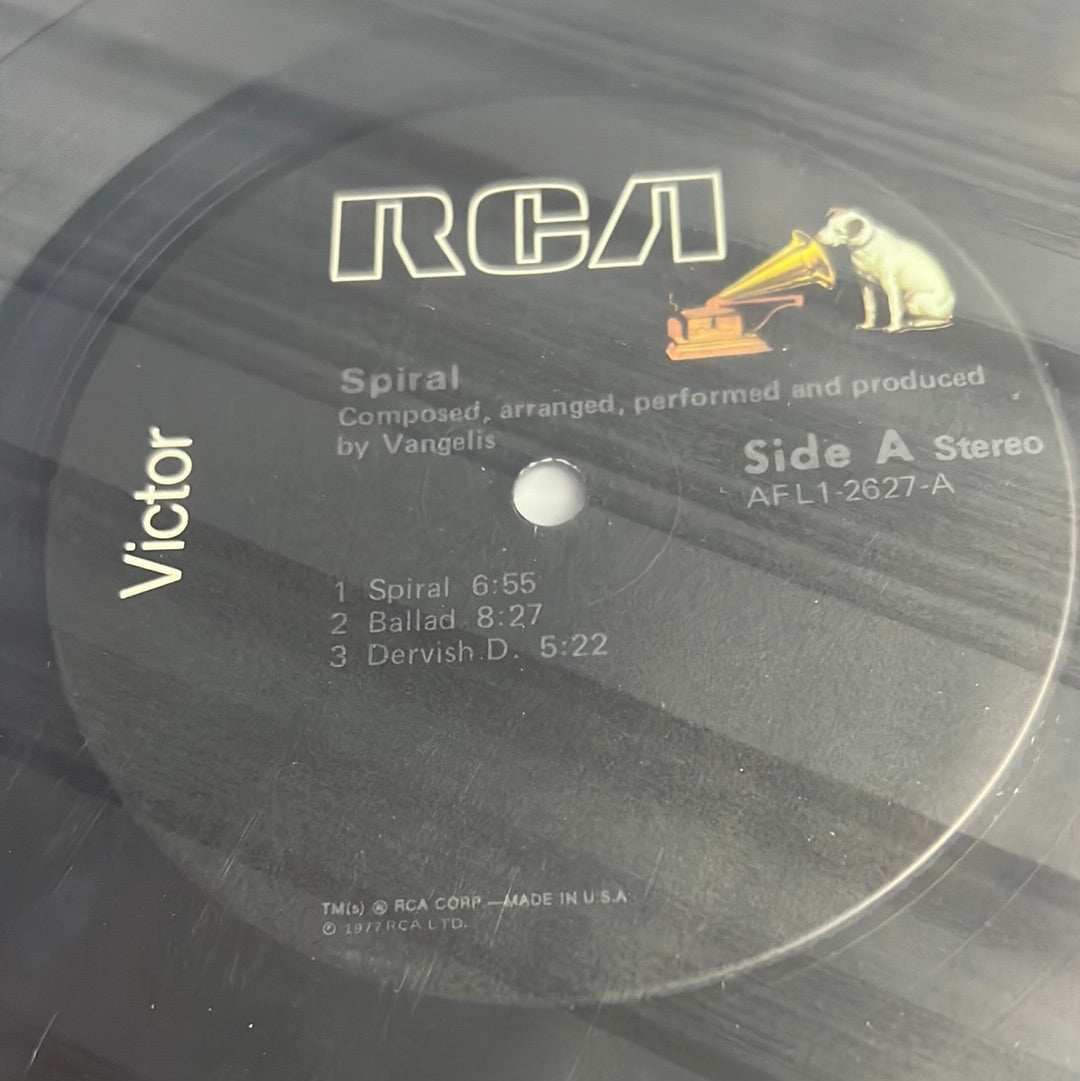 RCA
Spiral
Composed, arranged, performed and produced
by Vangelis
Side A Stereo
AFL1-2627-A
Victor
1 Spiral 6:55
2 Ballad 8:27
3 Dervish D. 5:22
TM(s) ® RCA CORP.—MADE IN U.S.A.
℗ 1977 RCA LTD.